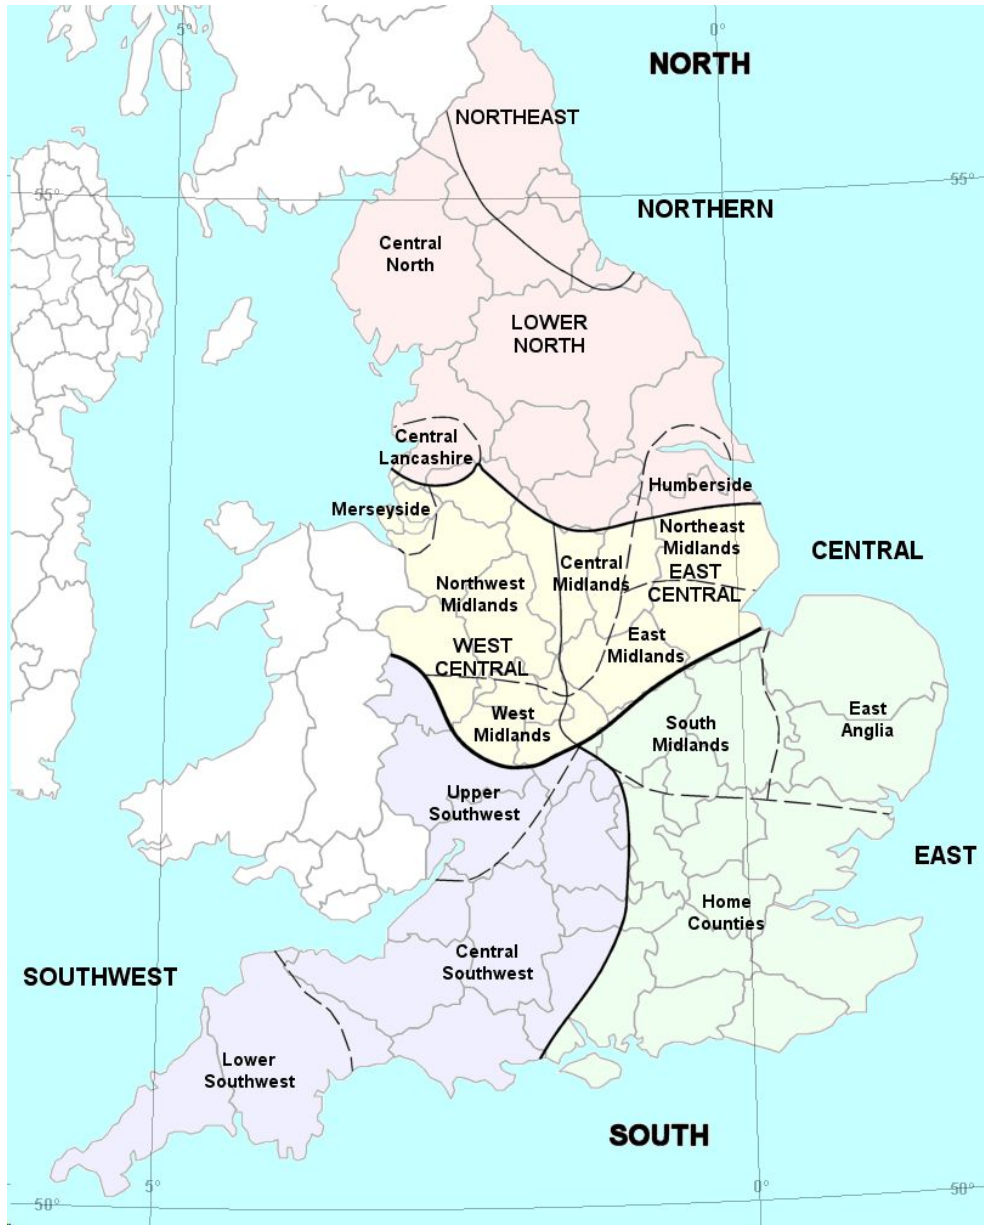 5°
0°
NORTH
NORTHEAST
55°
55°
NORTHERN
Central
North
LOWER
NORTH
Central
Lancashire
Humberside
Merseyside
Northeast
Midlands
CENTRAL
Central
Midlands
EAST
CENTRAL
Northwest
Midlands
East
Midlands
WEST
CENTRAL
West
Midlands
South
Midlands
East
Anglia
Upper
Southwest
EAST
Home
Counties
Central
Southwest
SOUTHWEST
Lower
Southwest
SOUTH
5°
0°
50°
50°